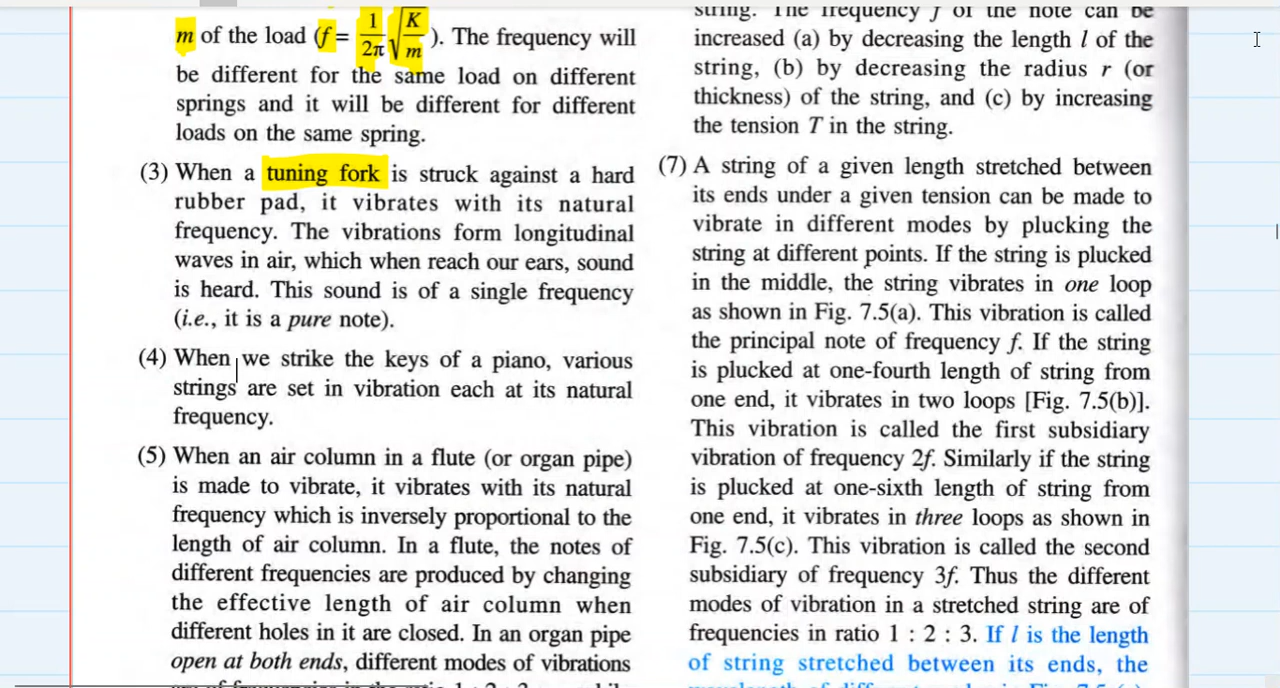 m of the load (f = 1/2π √K/m ). The frequency will
be different for the same load on different
springs and it will be different for different
loads on the same spring.
(3) When a tuning fork is struck against a hard
rubber pad, it vibrates with its natural
frequency. The vibrations form longitudinal
waves in air, which when reach our ears, sound
is heard. This sound is of a single frequency
(i.e., it is a pure note).
(4) When we strike the keys of a piano, various
strings are set in vibration each at its natural
frequency.
(5) When an air column in a flute (or organ pipe)
is made to vibrate, it vibrates with its natural
frequency which is inversely proportional to the
length of air column. In a flute, the notes of
different frequencies are produced by changing
the effective length of air column when
different holes in it are closed. In an organ pipe
open at both ends, different modes of vibrations
string. The frequency f of the note can be
increased (a) by decreasing the length l of the
string, (b) by decreasing the radius r (or
thickness) of the string, and (c) by increasing
the tension T in the string.
(7) A string of a given length stretched between
its ends under a given tension can be made to
vibrate in different modes by plucking the
string at different points. If the string is plucked
in the middle, the string vibrates in one loop
as shown in Fig. 7.5(a). This vibration is called
the principal note of frequency f. If the string
is plucked at one-fourth length of string from
one end, it vibrates in two loops [Fig. 7.5(b)].
This vibration is called the first subsidiary
vibration of frequency 2f. Similarly if the string
is plucked at one-sixth length of string from
one end, it vibrates in three loops as shown in
Fig. 7.5(c). This vibration is called the second
subsidiary of frequency 3f. Thus the different
modes of vibration in a stretched string are of
frequencies in ratio 1 : 2 : 3. If l is the length
of string stretched between its ends, the